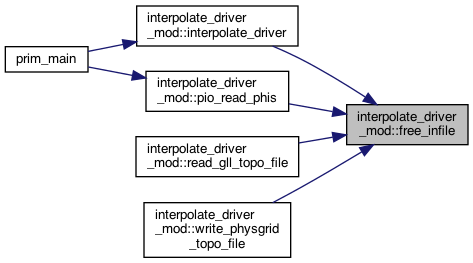 interpolate_driver
_mod::interpolate_driver
prim_main
interpolate_driver
_mod::pio_read_phis
interpolate_driver
_mod::free_infile
interpolate_driver
_mod::read_gll_topo_file
interpolate_driver
_mod::write_physgrid
_topo_file